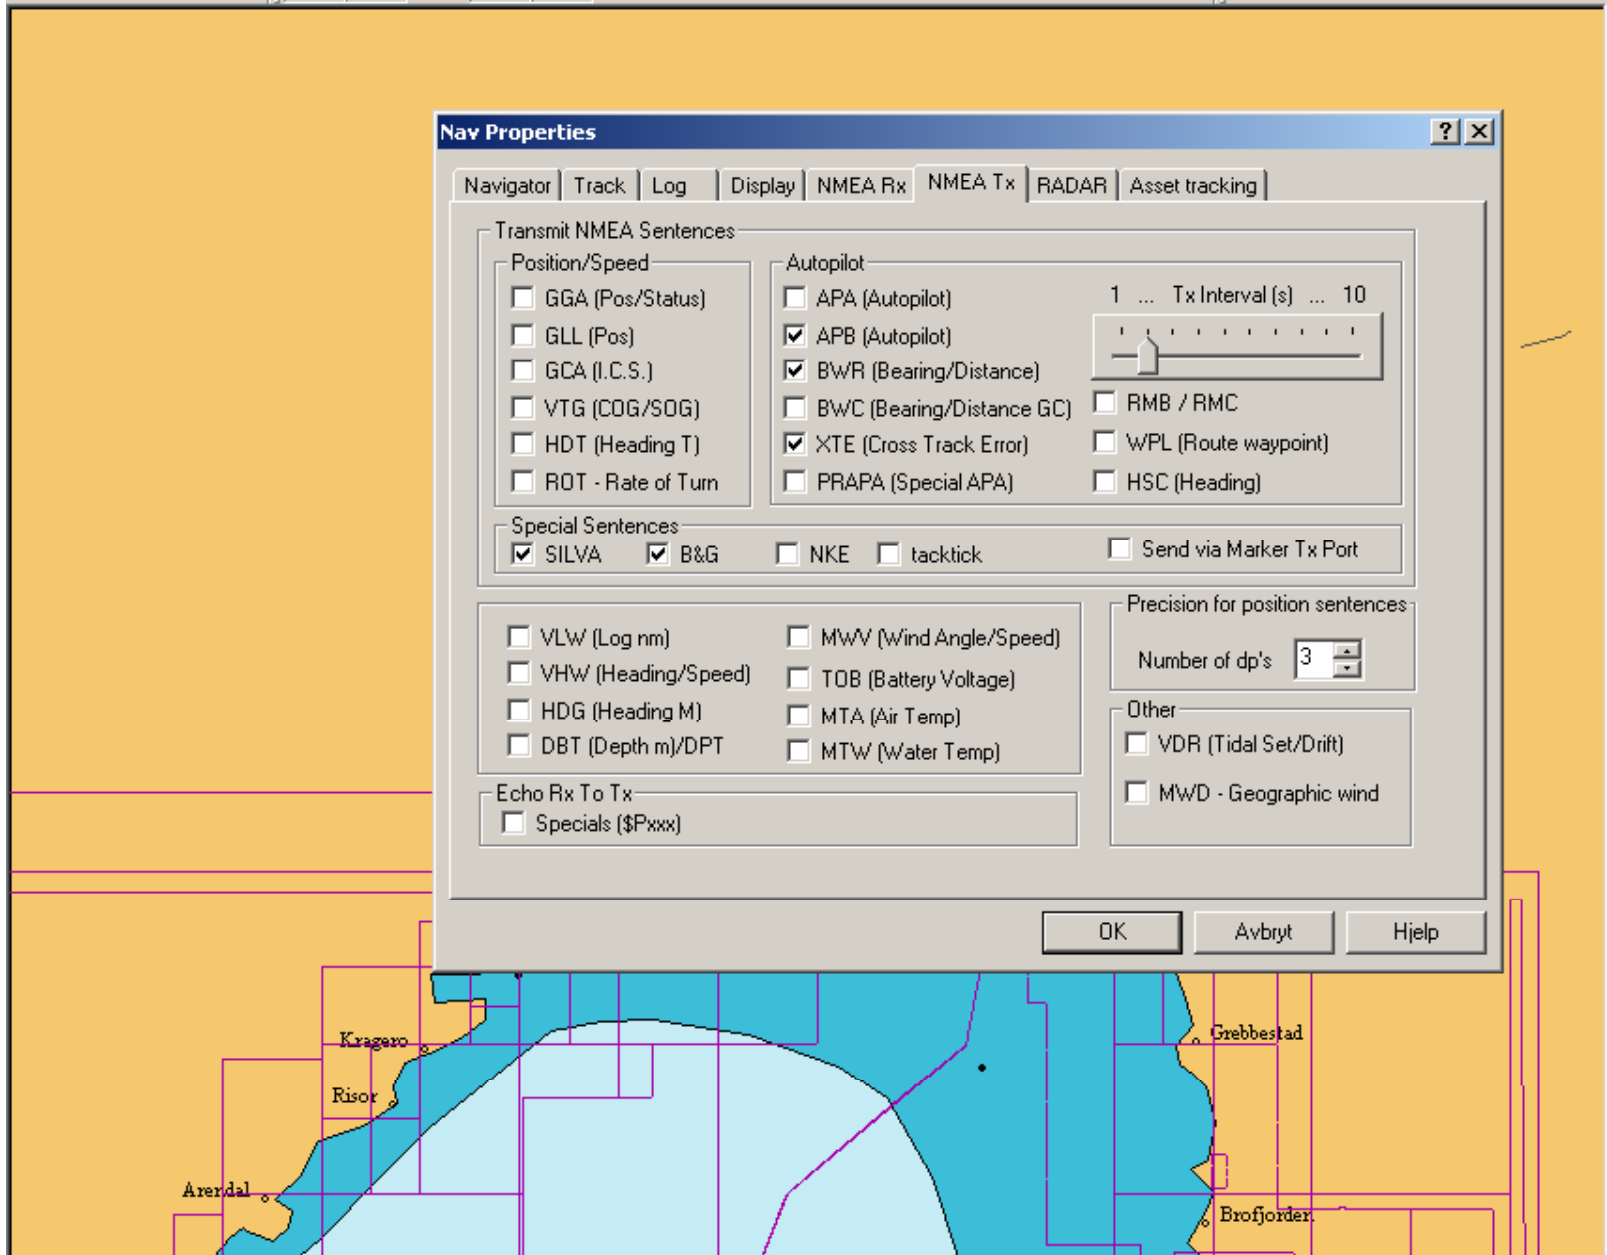 Nav Properties
Navigator Track Log Display NMEA Rx NMEA Tx RADAR Asset tracking
Transmit NMEA Sentences
Position/Speed
GGA (Pos/Status)
GLL (Pos)
GCA (I.C.S.)
VTG (COG/SOG)
HDT (Heading T)
ROT - Rate of Turn
Autopilot
APA (Autopilot)
APB (Autopilot)
BWR (Bearing/Distance)
BWC (Bearing/Distance GC)
XTE (Cross Track Error)
PRAPA (Special APA)
1 ... Tx Interval (s) ... 10
RMB / RMC
WPL (Route waypoint)
HSC (Heading)
Special Sentences
SILVA B&G NKE tacktick Send via Marker Tx Port
VLW (Log nm)
VHW (Heading/Speed)
HDG (Heading M)
DBT (Depth m)/DPT
MWV (Wind Angle/Speed)
TOB (Battery Voltage)
MTA (Air Temp)
MTW (Water Temp)
Precision for position sentences
Number of dp's 3
Other
VDR (Tidal Set/Drift)
MWD - Geographic wind
Echo Rx To Tx
Specials ($Pxxx)
OK Avbryt Hjelp
Kragero
Grebbestad
Risor
Arendal
Brofjorden